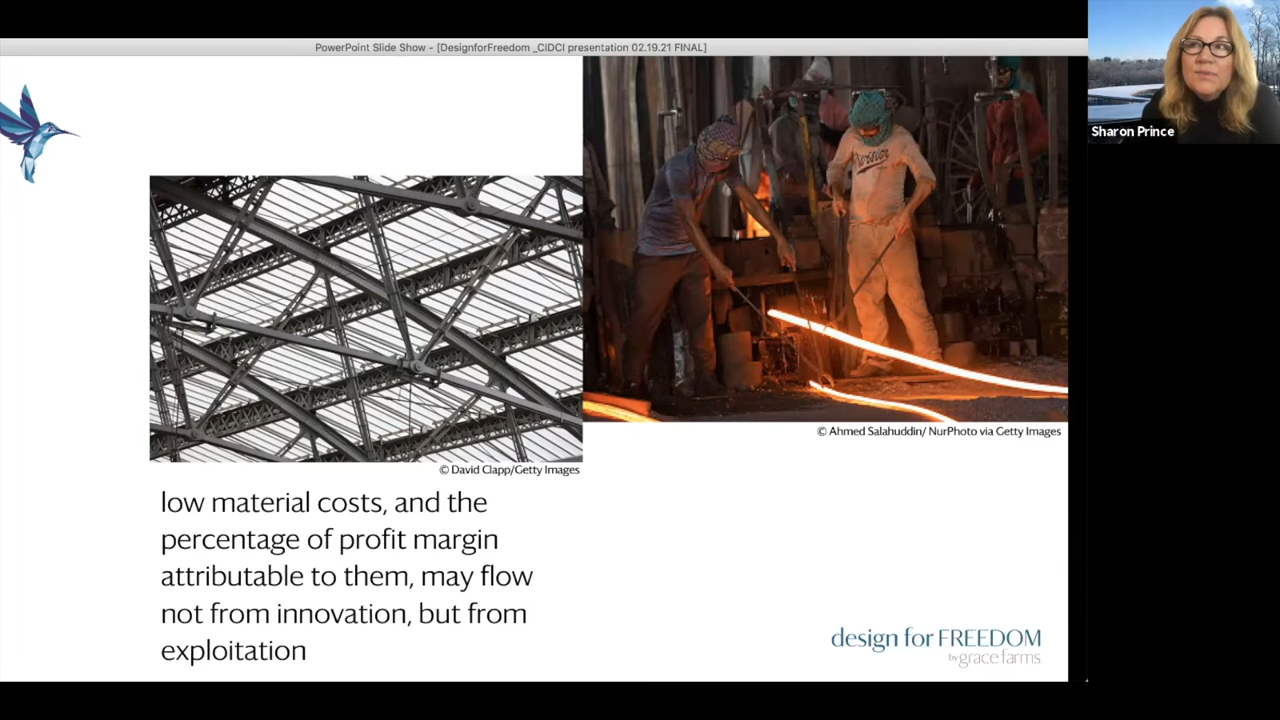 PowerPoint Slide Show - [DesignforFreedom _CIDCI presentation 02.19.21 FINAL]
Sharon Prince
© Ahmed Salahuddin/ NurPhoto via Getty Images
© David Clapp/Getty Images
low material costs, and the
percentage of profit margin
attributable to them, may flow
not from innovation, but from
exploitation
design for FREEDOM
by grace farms